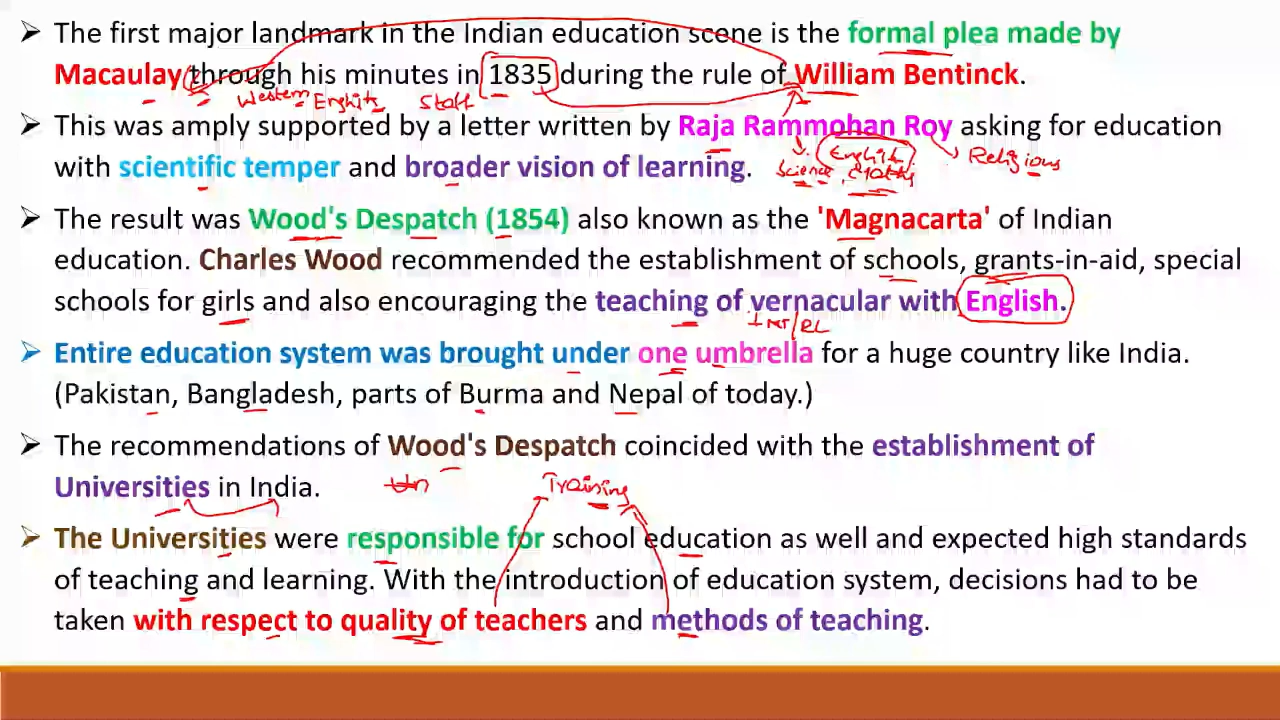 ➢ The first major landmark in the Indian education scene is the formal plea made by
Macaulay through his minutes in 1835 during the rule of William Bentinck.
Western English Staff
➢ This was amply supported by a letter written by Raja Rammohan Roy asking for education
English Religious
with scientific temper and broader vision of learning.
Science,
➢ The result was Wood's Despatch (1854) also known as the 'Magnacarta' of Indian
education. Charles Wood recommended the establishment of schools, grants-in-aid, special
schools for girls and also encouraging the teaching of vernacular with English.
➢ Entire education system was brought under one umbrella for a huge country like India.
(Pakistan, Bangladesh, parts of Burma and Nepal of today.)
➢ The recommendations of Wood's Despatch coincided with the establishment of
Universities in India.
Training
➢ The Universities were responsible for school education as well and expected high standards
of teaching and learning. With the introduction of education system, decisions had to be
taken with respect to quality of teachers and methods of teaching.